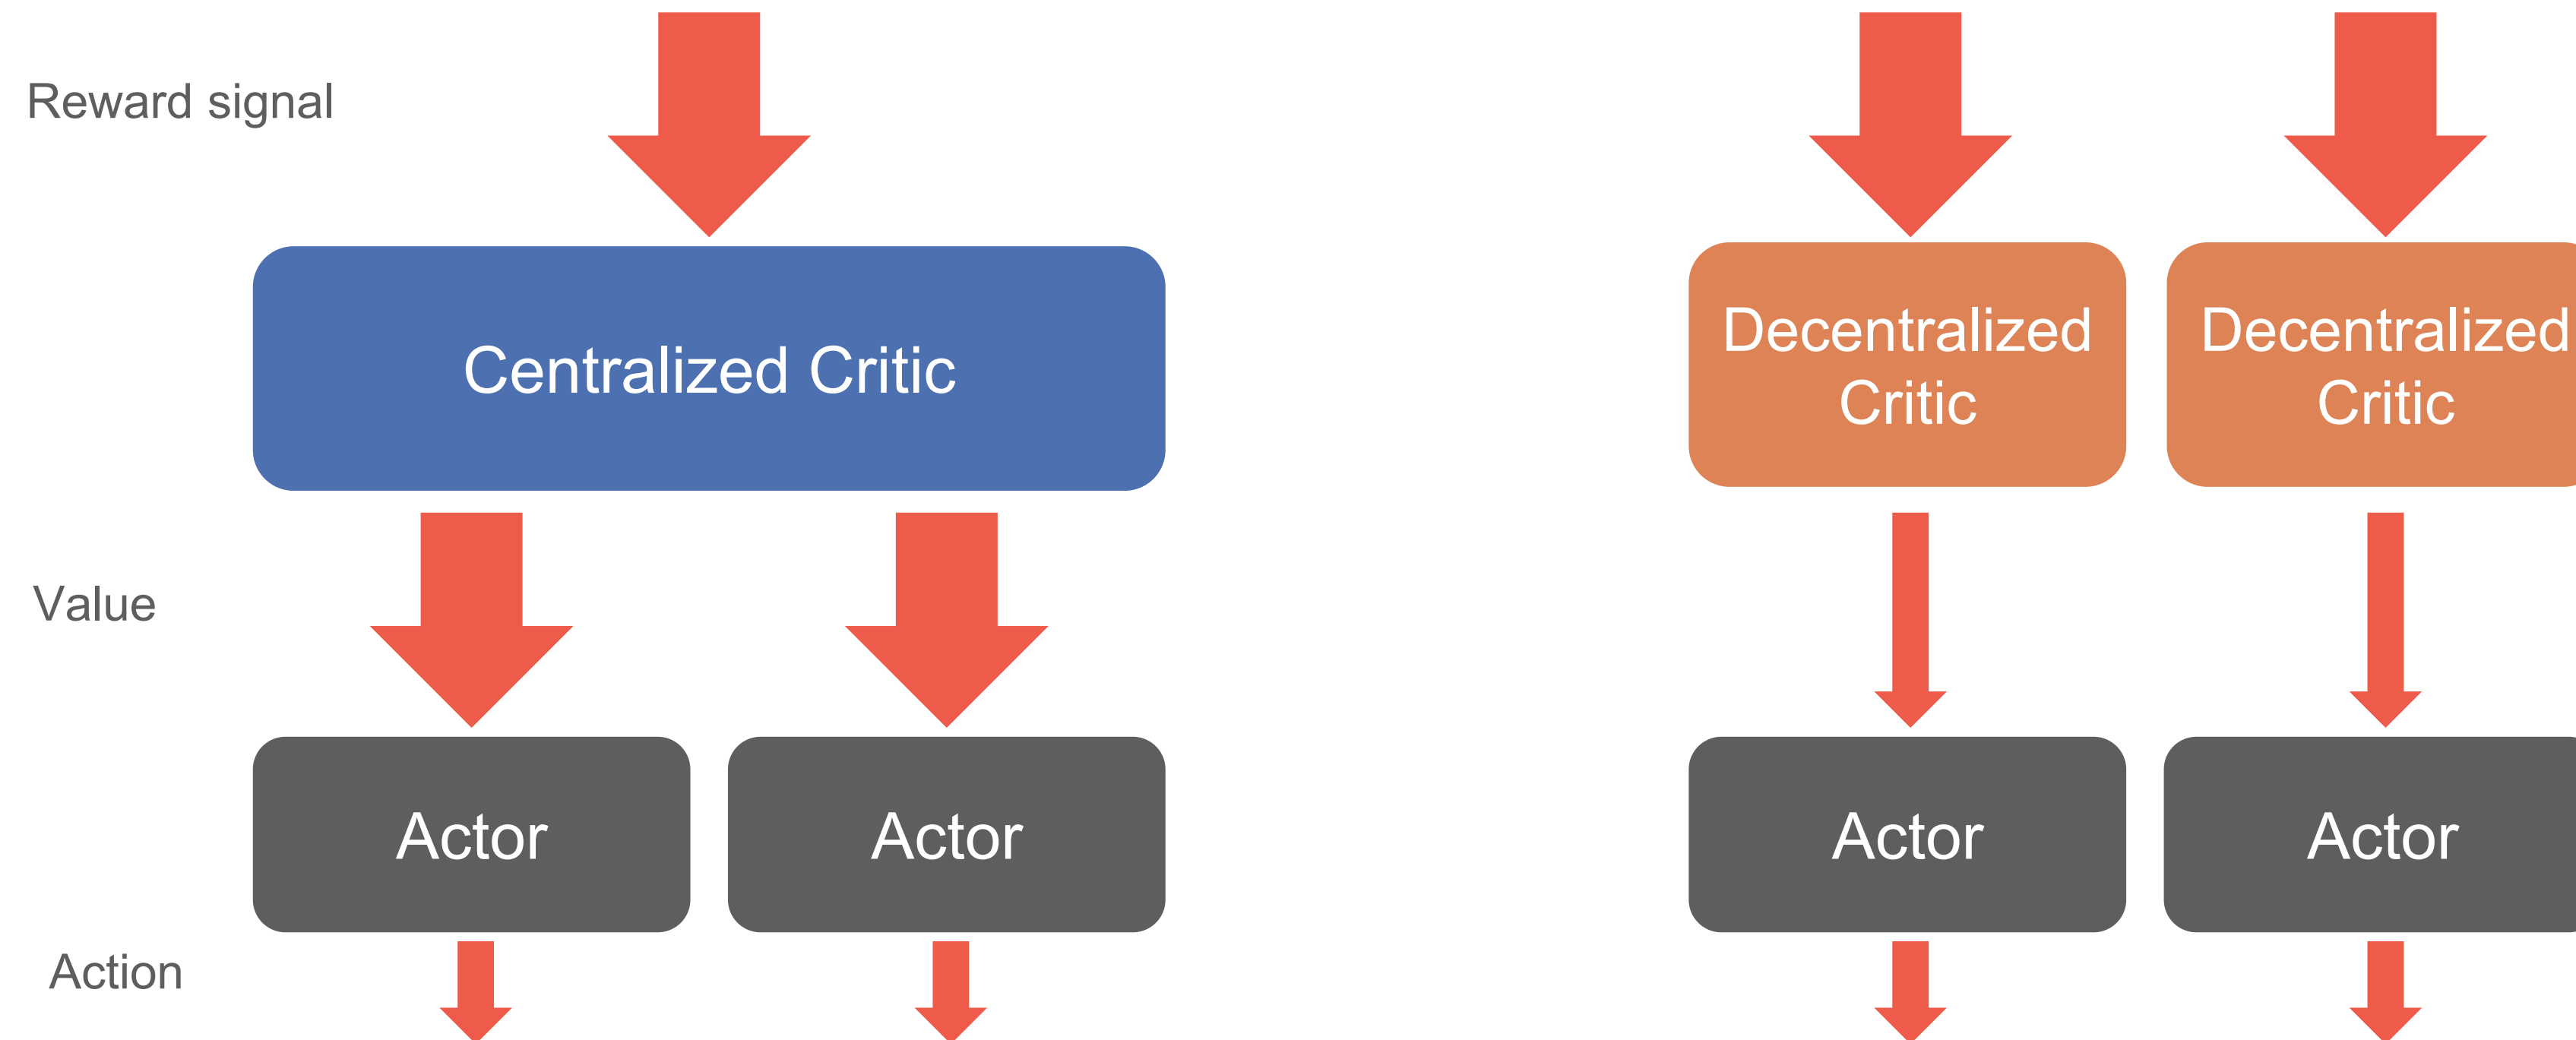 Reward signal
Centralized Critic
Decentralized
Critic
Decentralized
Critic
Value
Actor
Actor
Actor
Actor
Action